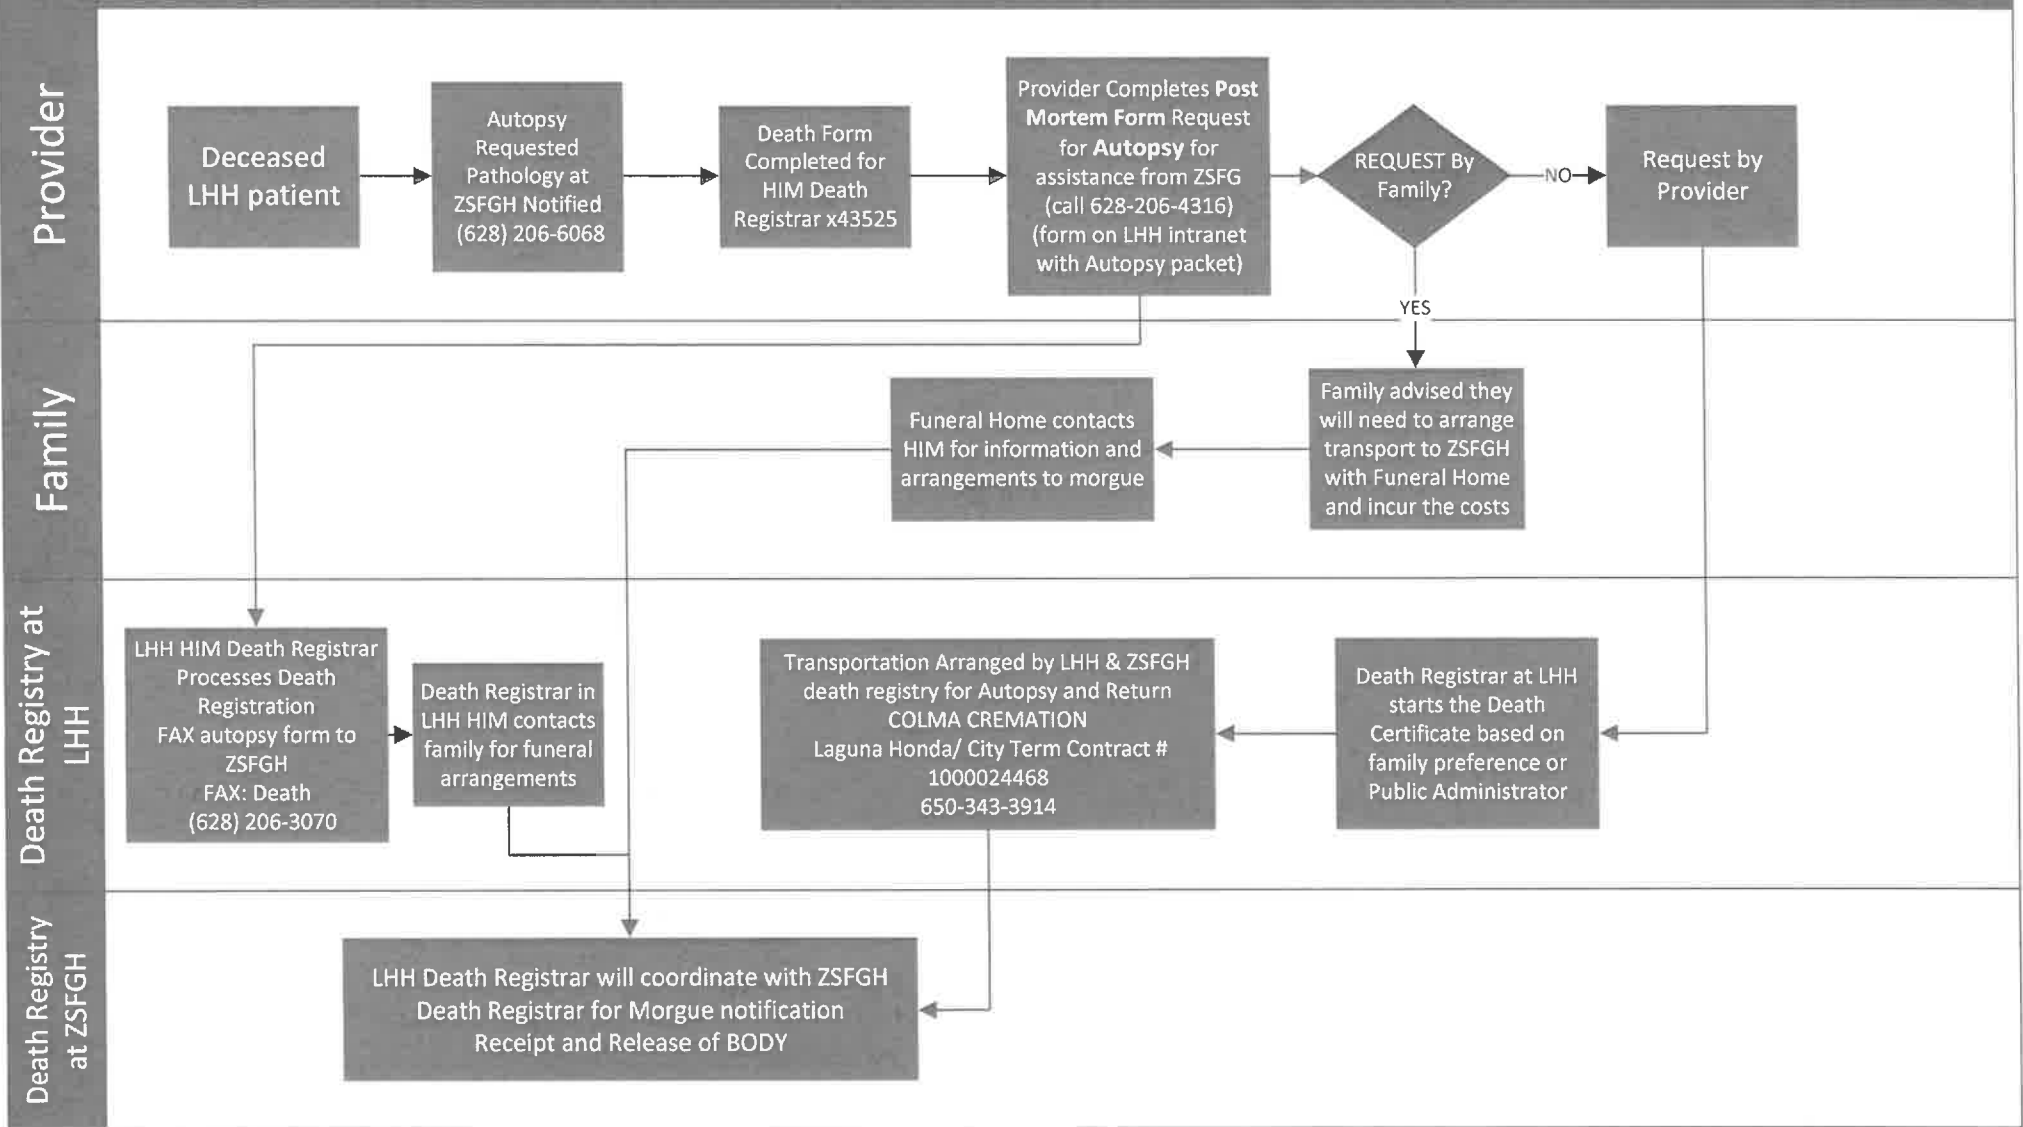 Provider
Deceased
LHH patient
Autopsy
Requested
Pathology at
ZSFGH Notified
(628) 206-6068
Death Form
Completed for
HIM Death
Registrar x43525
Provider Completes Post
Mortem Form Request
for Autopsy for
assistance from ZSFG
(call 628-206-4316)
(form on LHH intranet
with Autopsy packet)
REQUEST By
Family?
NO
Request by
Provider
YES
Family
Funeral Home contacts
HIM for information and
arrangements to morgue
Family advised they
will need to arrange
transport to ZSFGH
with Funeral Home
and incur the costs
Death Registry at
LHH
LHH HIM Death Registrar
Processes Death
Registration
FAX autopsy form to
ZSFGH
FAX: Death
(628) 206-3070
Death Registrar in
LHH HIM contacts
family for funeral
arrangements
Transportation Arranged by LHH & ZSFGH
death registry for Autopsy and Return
COLMA CREMATION
Laguna Honda/ City Term Contract #
1000024468
650-343-3914
Death Registrar at LHH
starts the Death
Certificate based on
family preference or
Public Administrator
Death Registry
at ZSFGH
LHH Death Registrar will coordinate with ZSFGH
Death Registrar for Morgue notification
Receipt and Release of BODY